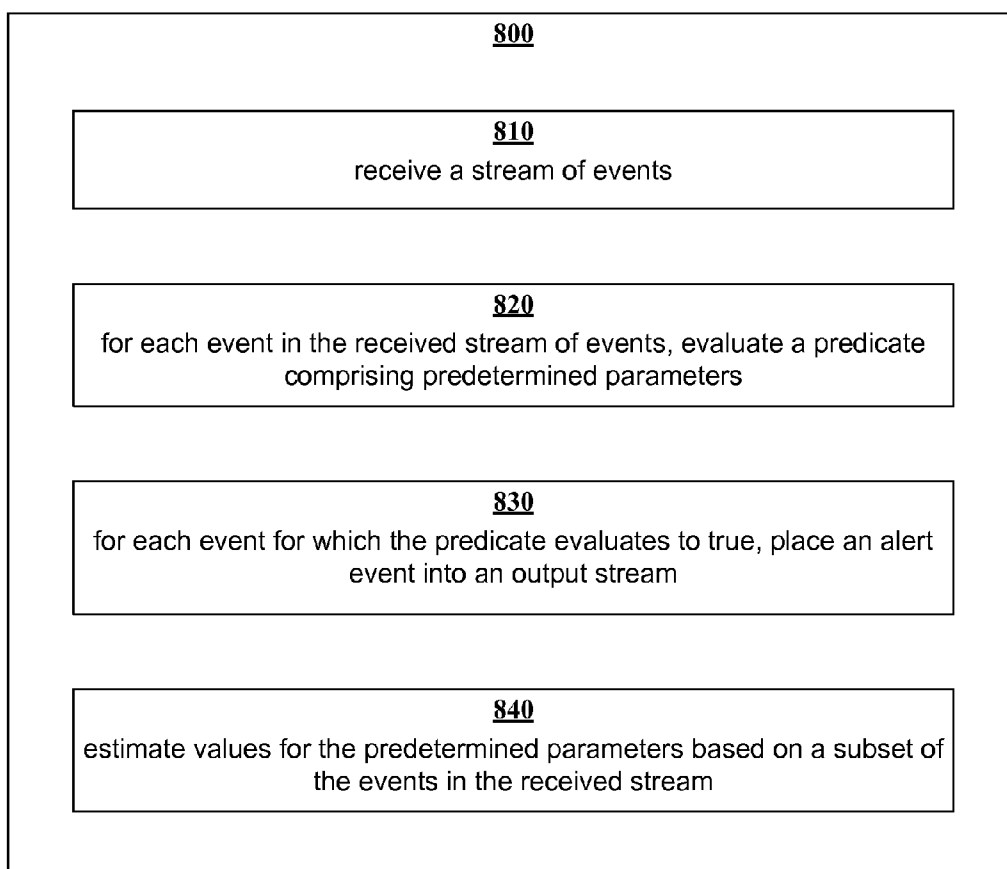 800
810
receive a stream of events
820
for each event in the received stream of events, evaluate a predicate
comprising predetermined parameters
830
for each event for which the predicate evaluates to true, place an alert
event into an output stream
840
estimate values for the predetermined parameters based on a subset of
the events in the received stream